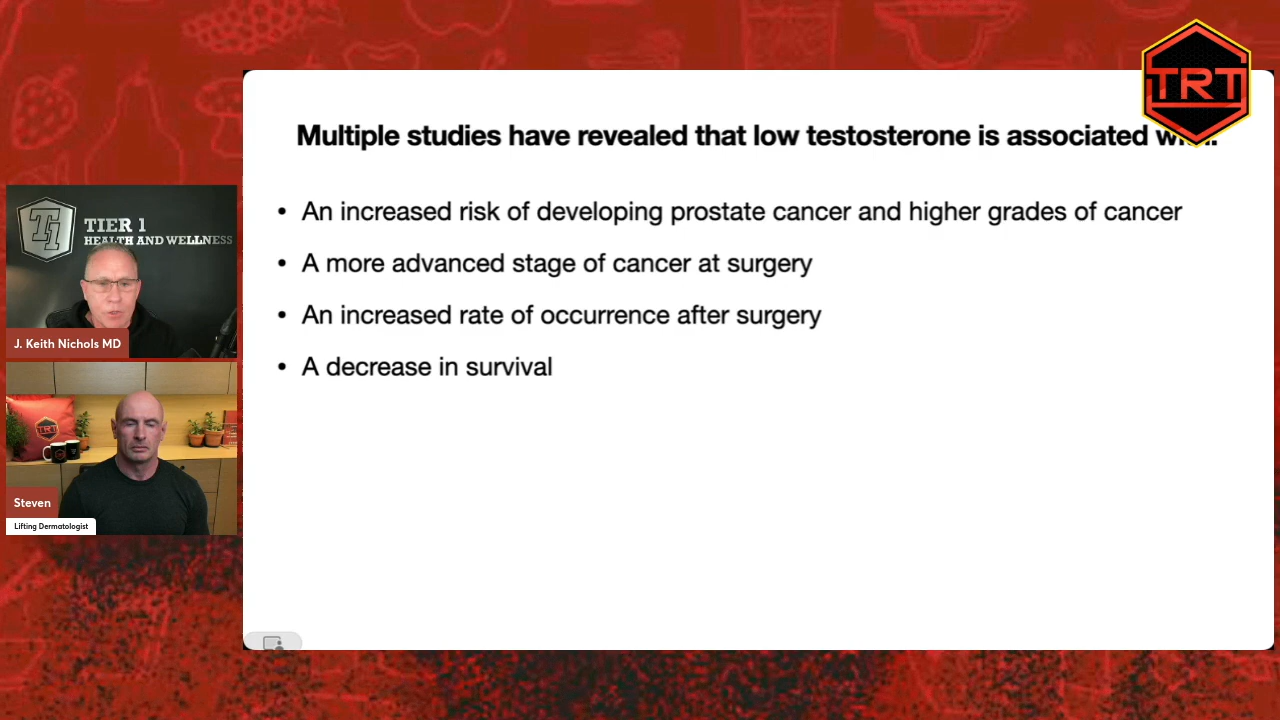 TRT
Multiple studies have revealed that low testosterone is associated
• An increased risk of developing prostate cancer and higher grades of cancer
• A more advanced stage of cancer at surgery
• An increased rate of occurrence after surgery
• A decrease in survival
TIER 1
HEALTH AND WELLNESS
J. Keith Nichols MD
TRT
Steven
Lifting Dermatologist